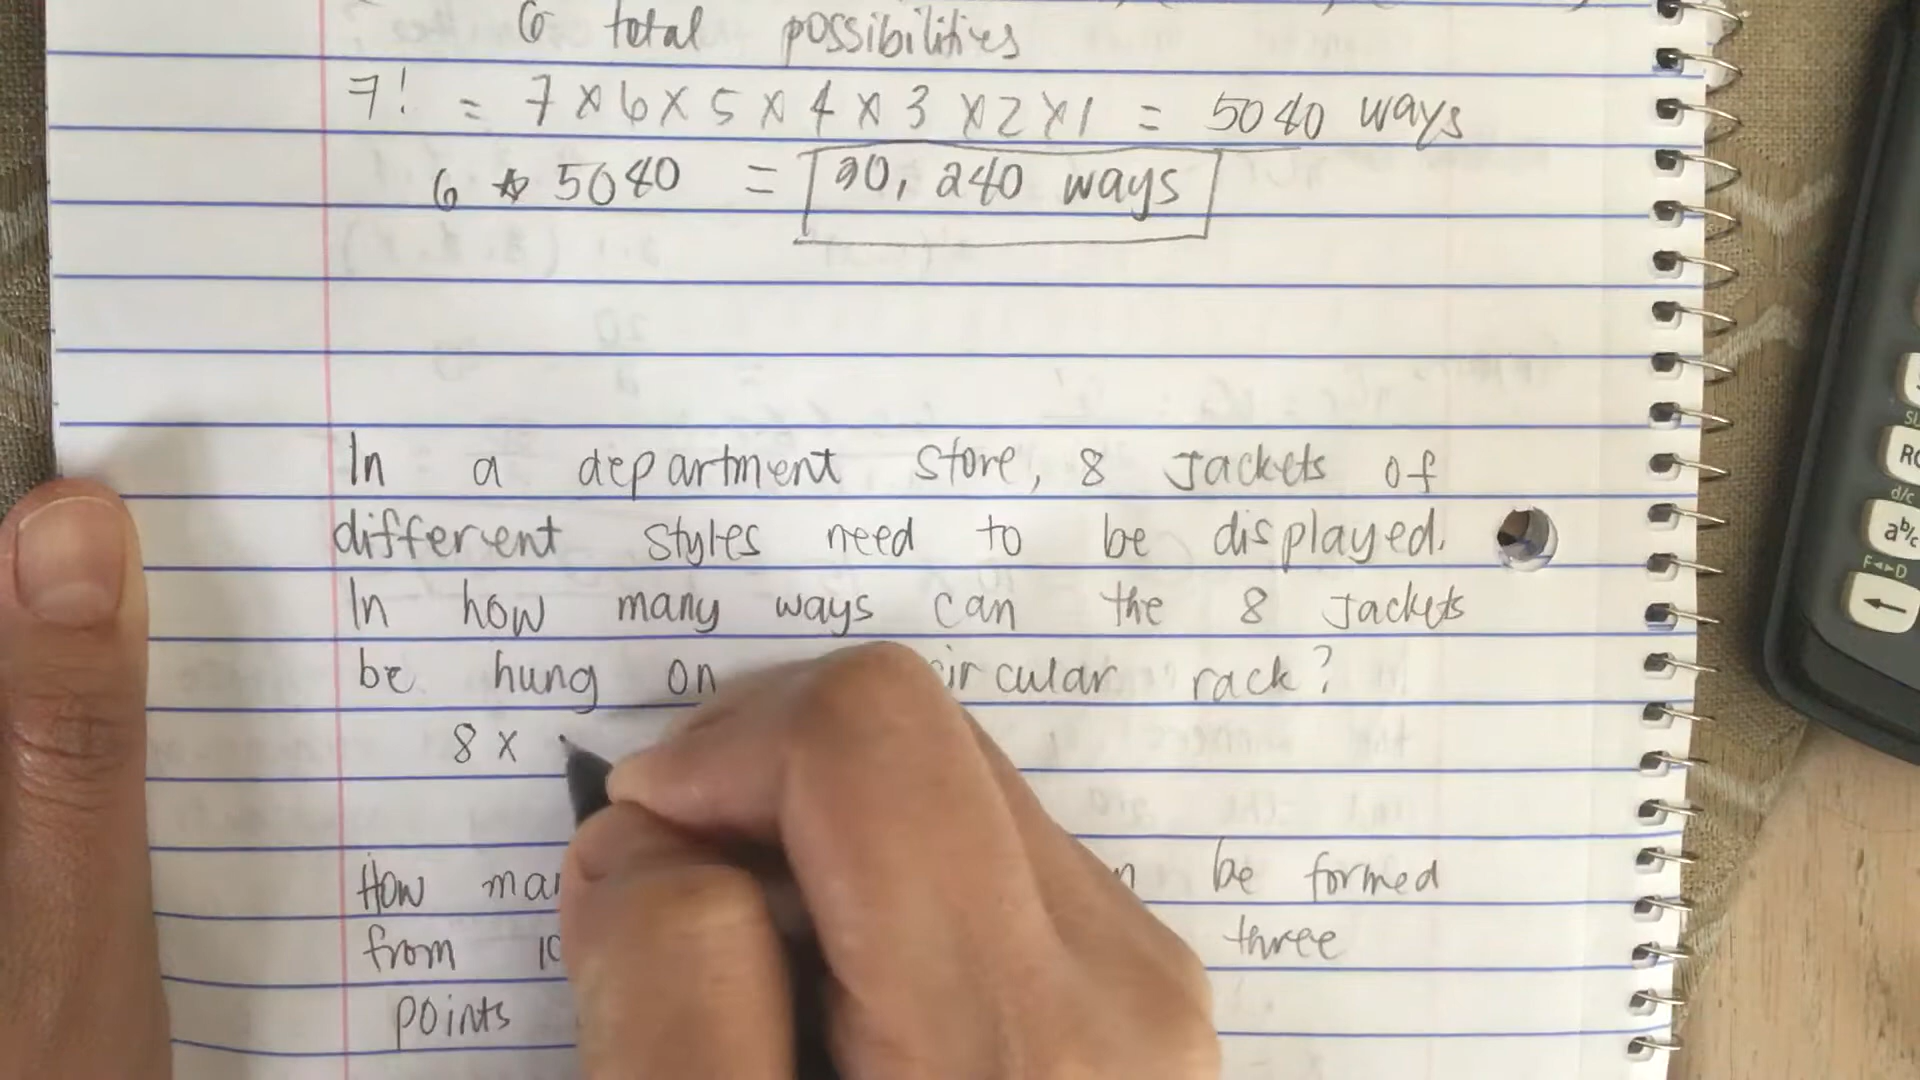 6 total possibilities
7! = 7 × 6 × 5 × 4 × 3 × 2 × 1 = 5040 ways
6 * 5040 = 30, 240 ways
In a department store, 8 Jackets of
different styles need to be displayed.
In how many ways can the 8 Jackets
be hung on circular rack?
8 ×
How be formed
from three
points
d/c
F◄►D
←